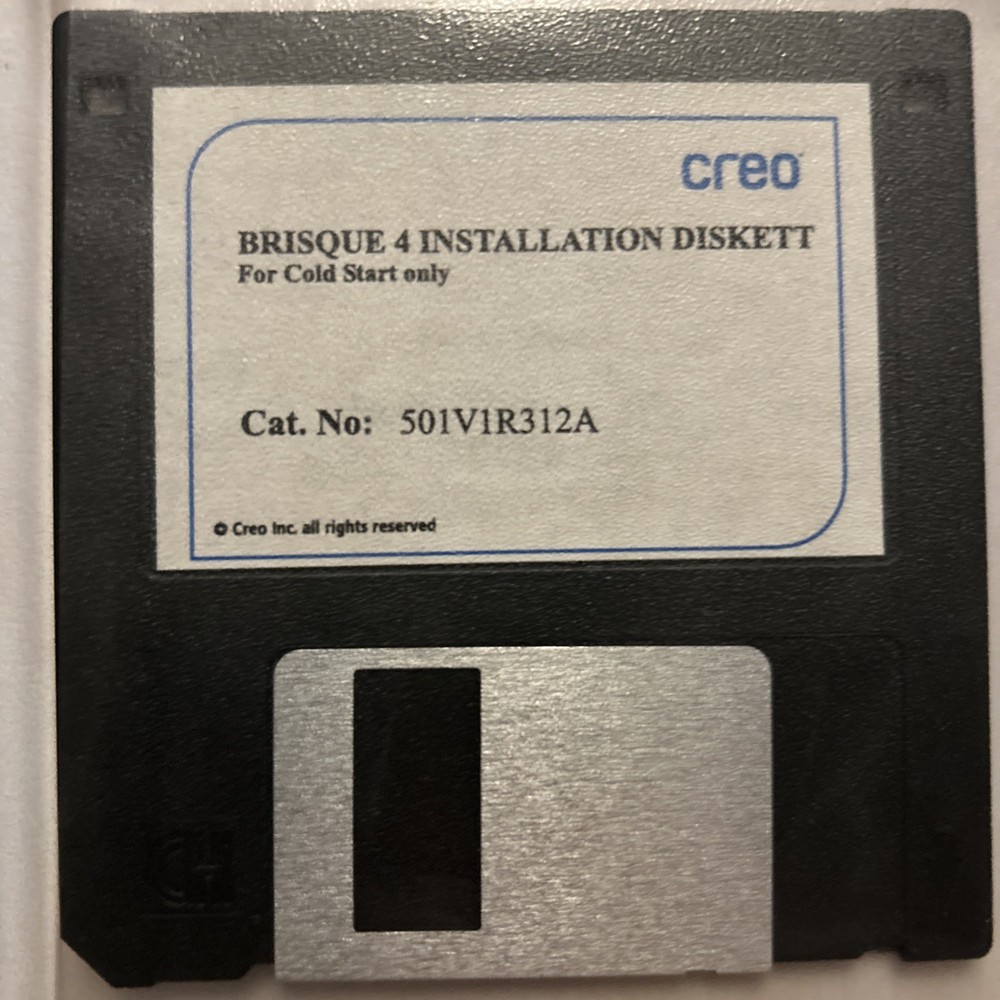 creo
BRISQUE 4 INSTALLATION DISKETT
For Cold Start only
Cat. No: 501V1R312A
© Creo Inc. all rights reserved